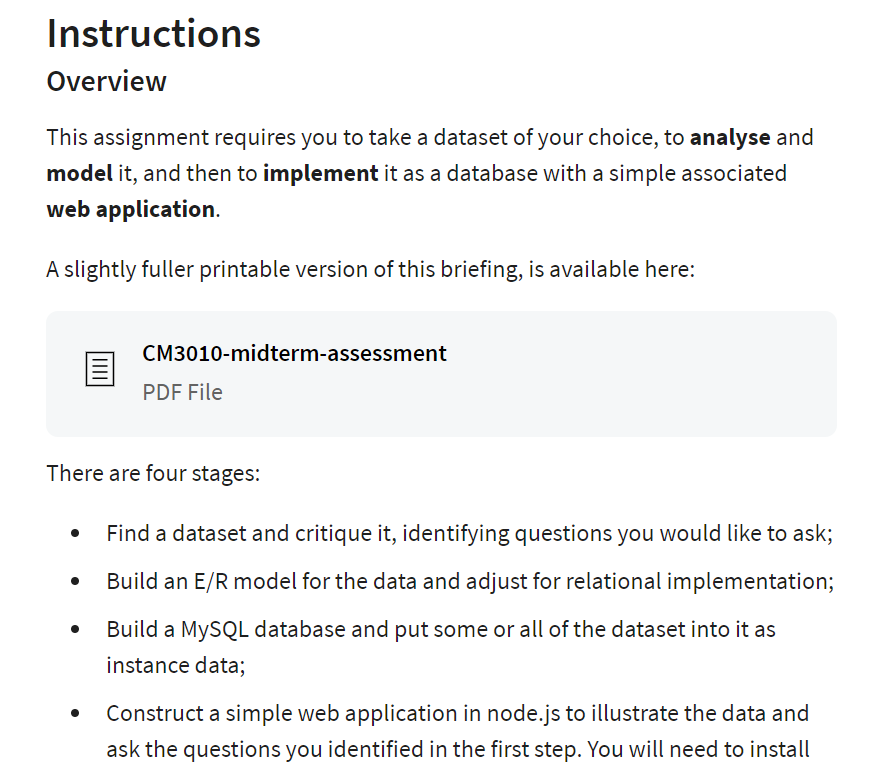 Instructions
Overview
This assignment requires you to take a dataset of your choice, to analyse and
model it, and then to implement it as a database with a simple associated
web application.
A slightly fuller printable version of this briefing, is available here:
CM3010-midterm-assessment
PDF File
There are four stages:
• Find a dataset and critique it, identifying questions you would like to ask;
• Build an E/R model for the data and adjust for relational implementation;
• Build a MySQL database and put some or all of the dataset into it as
instance data;
• Construct a simple web application in node.js to illustrate the data and
ask the questions you identified in the first step. You will need to install